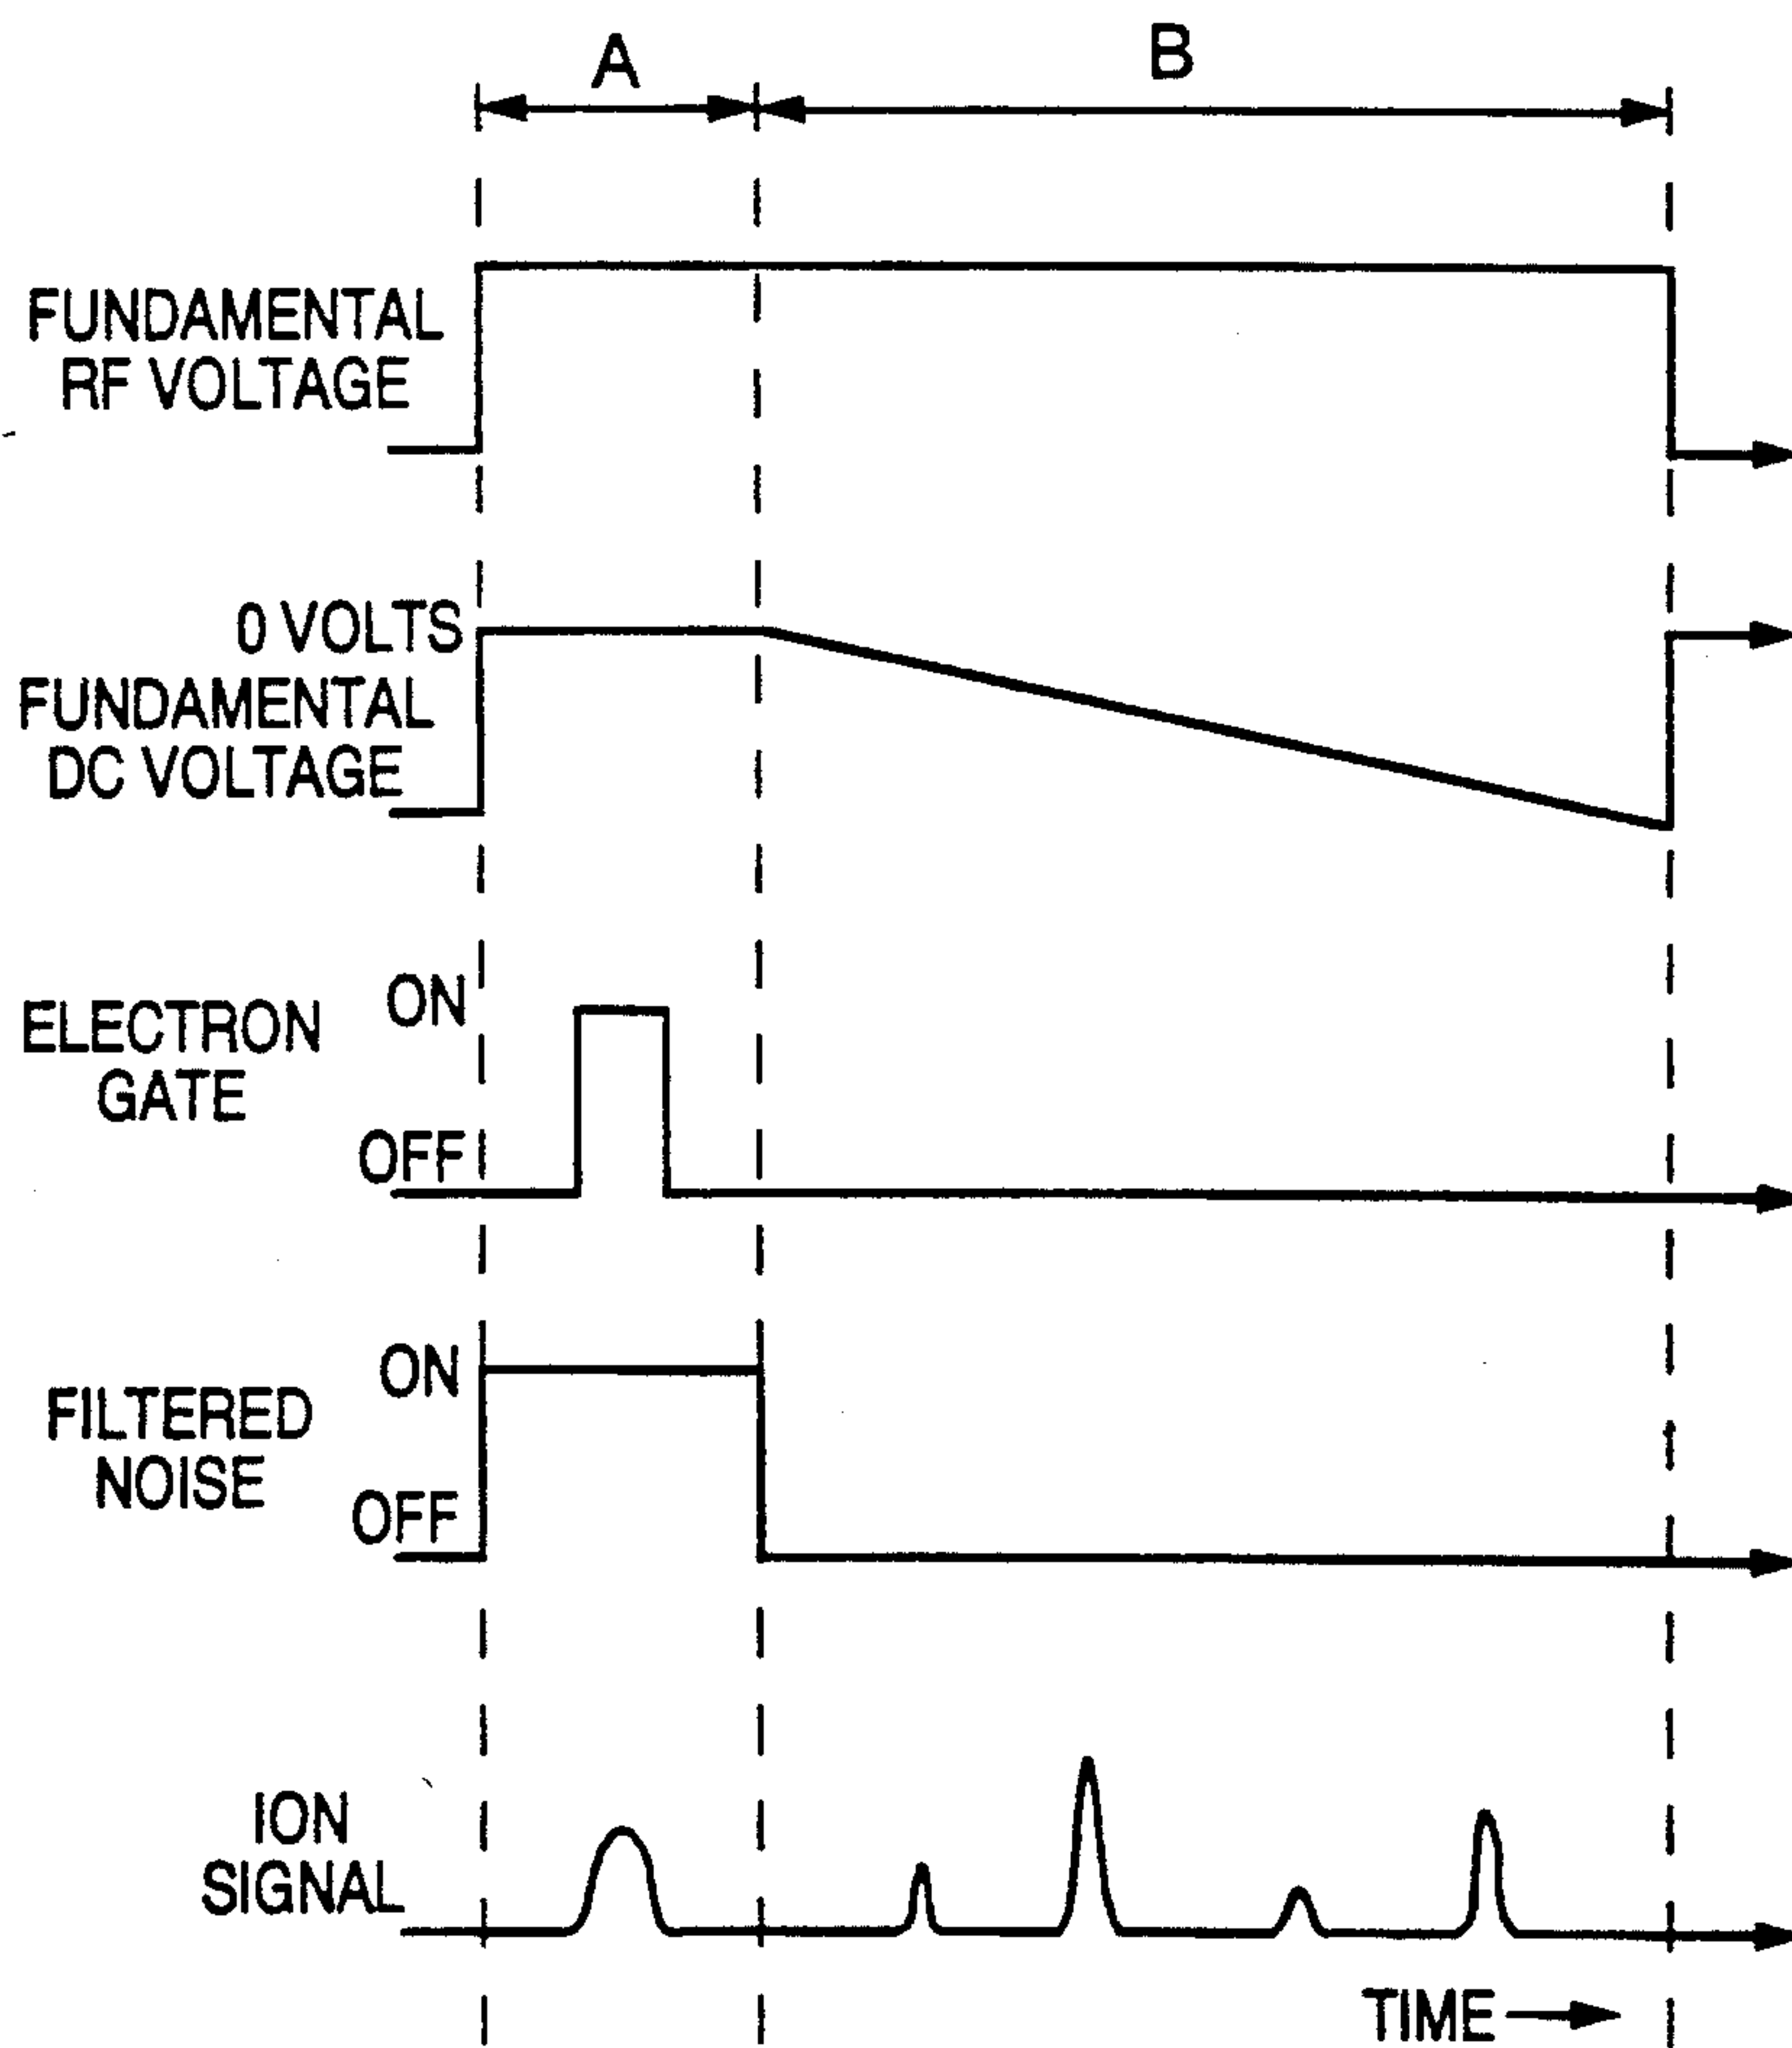 A
B
FUNDAMENTAL
RF VOLTAGE
0 VOLTS
FUNDAMENTAL
DC VOLTAGE
ON
ELECTRON
GATE
OFF
ON
FILTERED
NOISE
OFF
ION
SIGNAL
TIME